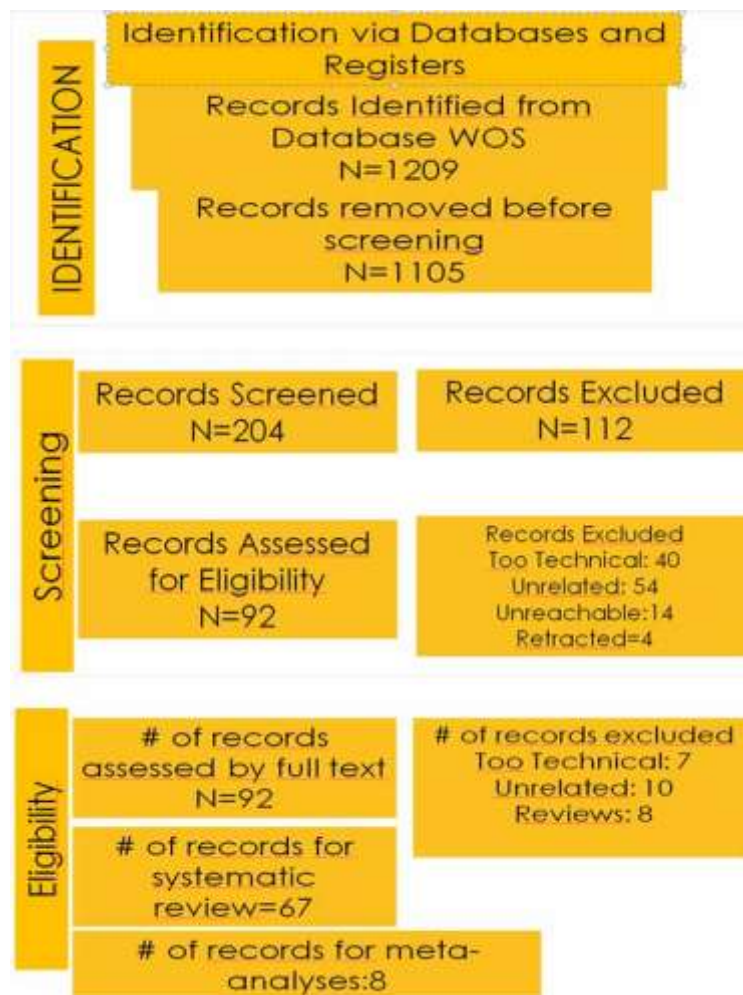 IDENTIFICATION
Identification via Databases and
Registers
Records Identified from
Database WOS
N=1209
Records removed before
screening
N=1105
Screening
Records Screened
N=204
Records Excluded
N=112
Records Assessed
for Eligibility
N=92
Records Excluded
Too Technical: 40
Unrelated: 54
Unreachable:14
Retracted=4
Eligibility
# of records
assessed by full text
N=92
# of records excluded
Too Technical: 7
Unrelated: 10
Reviews: 8
# of records for
systematic
review=67
# of records for meta-
analyses:8